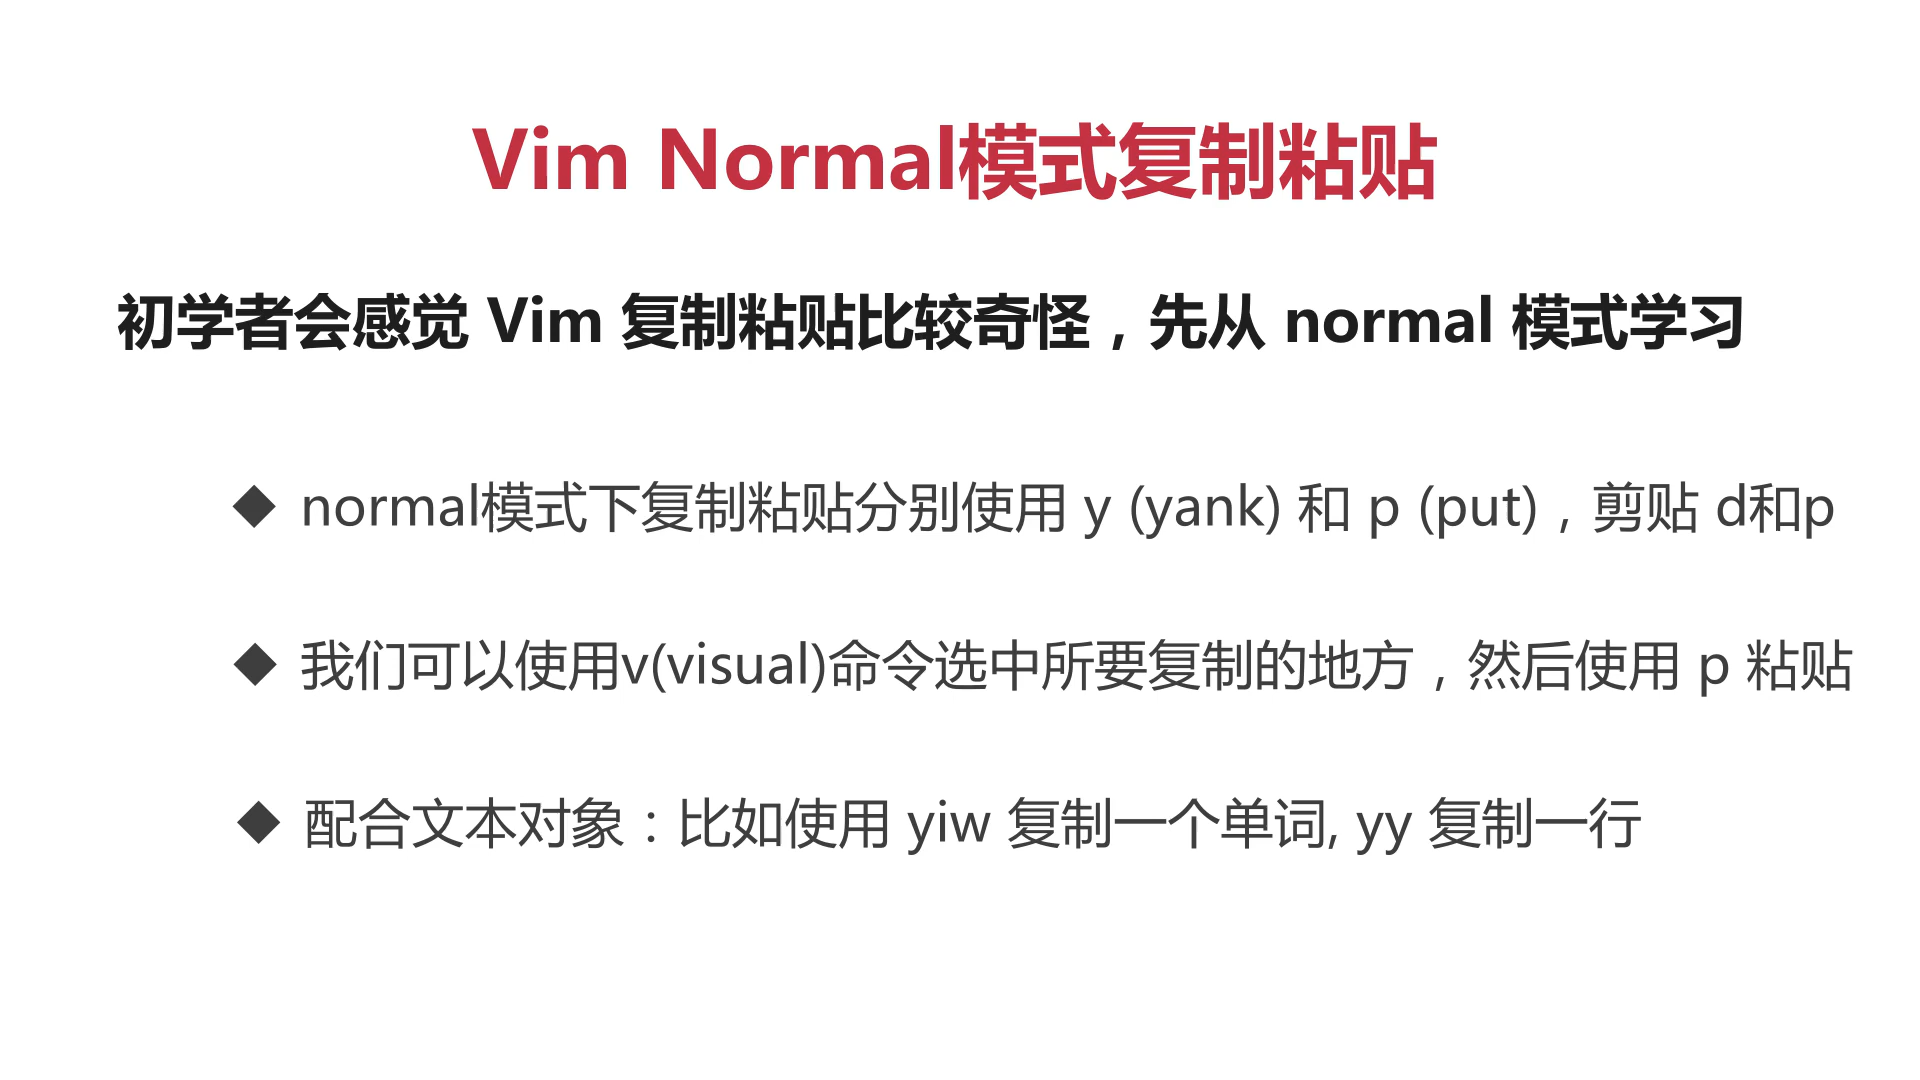 Vim Normal模式复制粘贴
初学者会感觉 Vim 复制粘贴比较奇怪，先从 normal 模式学习
◆ normal模式下复制粘贴分别使用 y (yank) 和 p (put)，剪贴 d和p
◆ 我们可以使用v(visual)命令选中所要复制的地方，然后使用 p 粘贴
◆ 配合文本对象：比如使用 yiw 复制一个单词, yy 复制一行